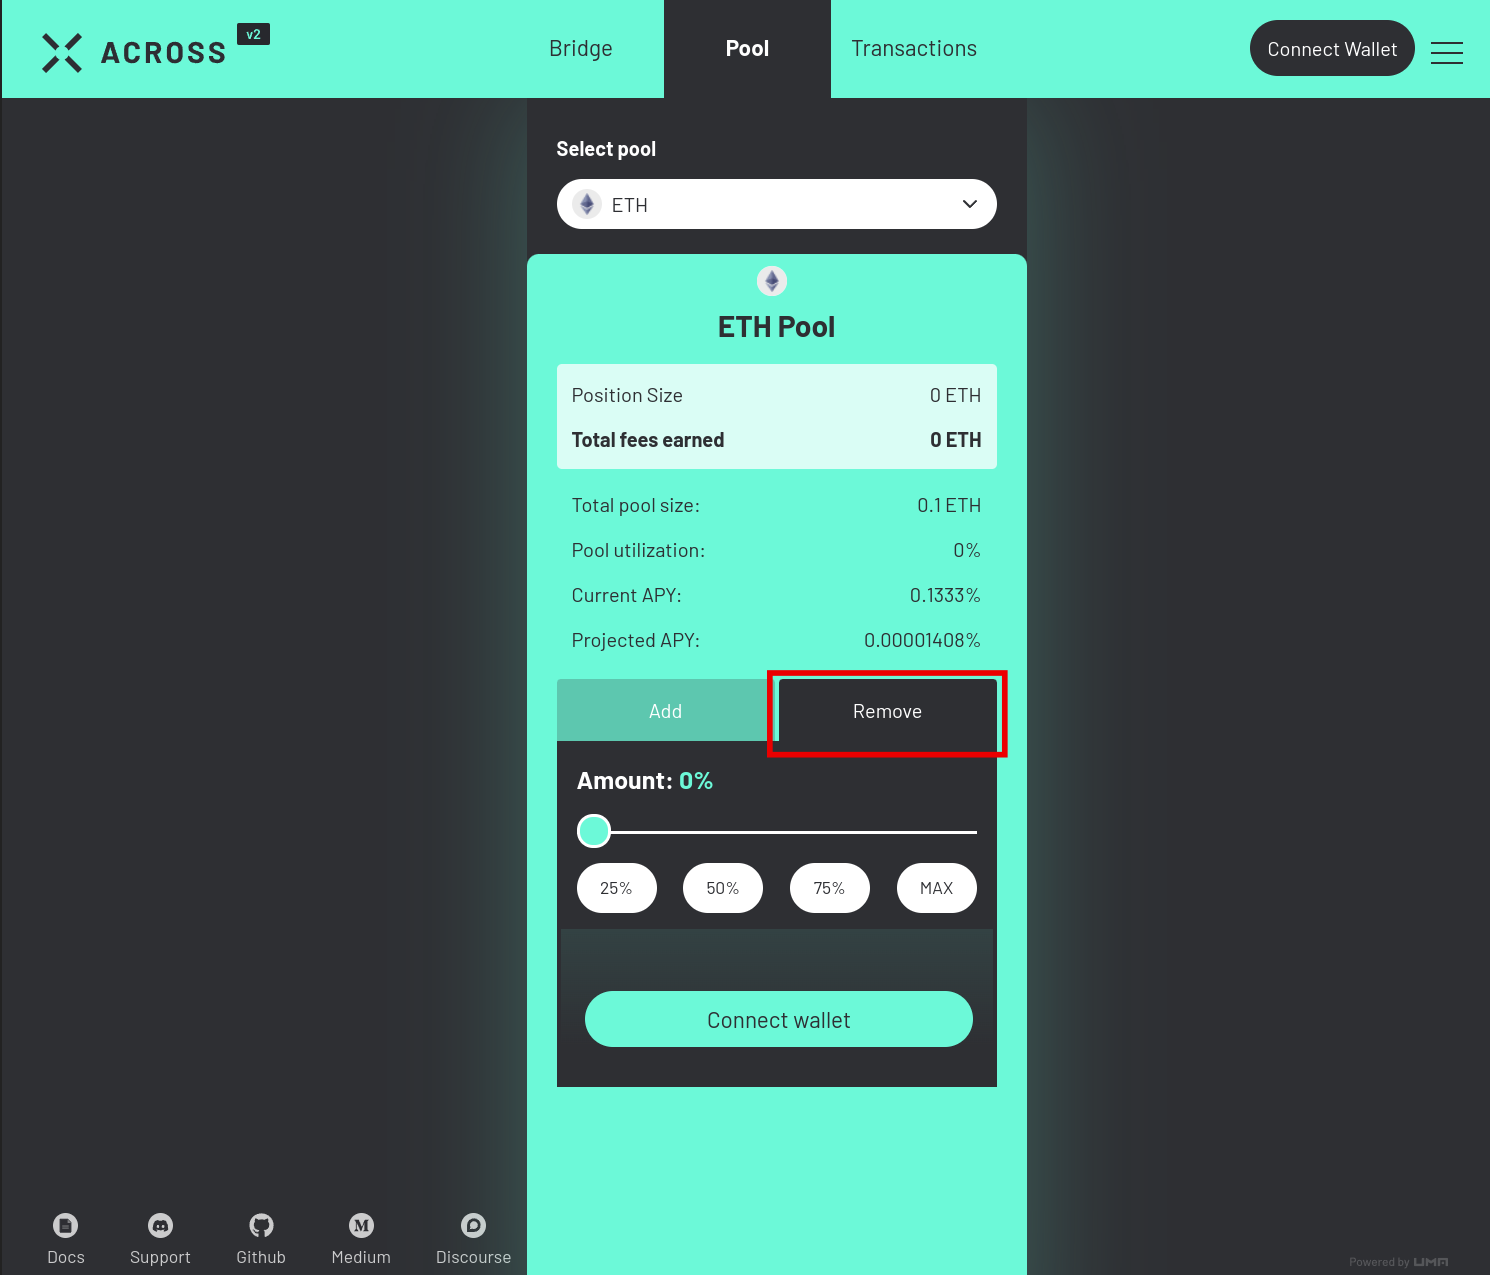 ACROSS v2
Bridge
Pool
Transactions
Connect Wallet
Select pool
ETH
ETH Pool
Position Size 0 ETH
Total fees earned 0 ETH
Total pool size: 0.1 ETH
Pool utilization: 0%
Current APY: 0.1333%
Projected APY: 0.00001408%
Add
Remove
Amount: 0%
25%
50%
75%
MAX
Connect wallet
Docs
Support
Github
Medium
Discourse
Powered by UMA